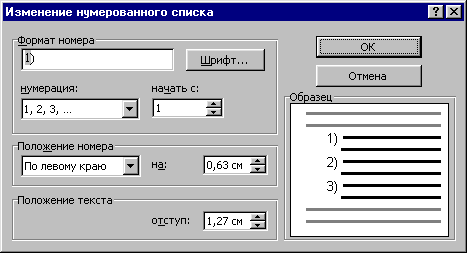 Изменение нумерованного списка
Формат номера
1)
Шрифт...
нумерация:
начать с:
1, 2, 3, ...
1
Положение номера
По левому краю
на:
0,63 см
Положение текста
отступ:
1,27 см
ОК
Отмена
Образец
1)
2)
3)